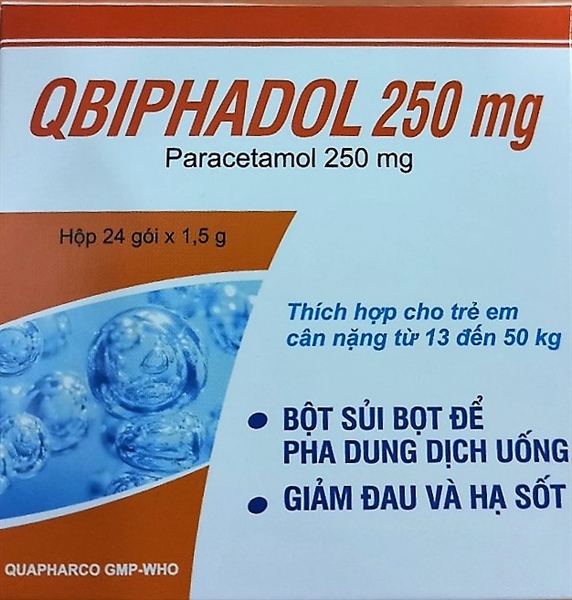 QBIPHADOL 250 mg
Paracetamol 250 mg
Hộp 24 gói x 1,5 g
Thích hợp cho trẻ em
cân nặng từ 13 đến 50 kg
• BỘT SỦI BỌT ĐỂ
PHA DUNG DỊCH UỐNG
• GIẢM ĐAU VÀ HẠ SỐT
QUAPHARCO GMP-WHO